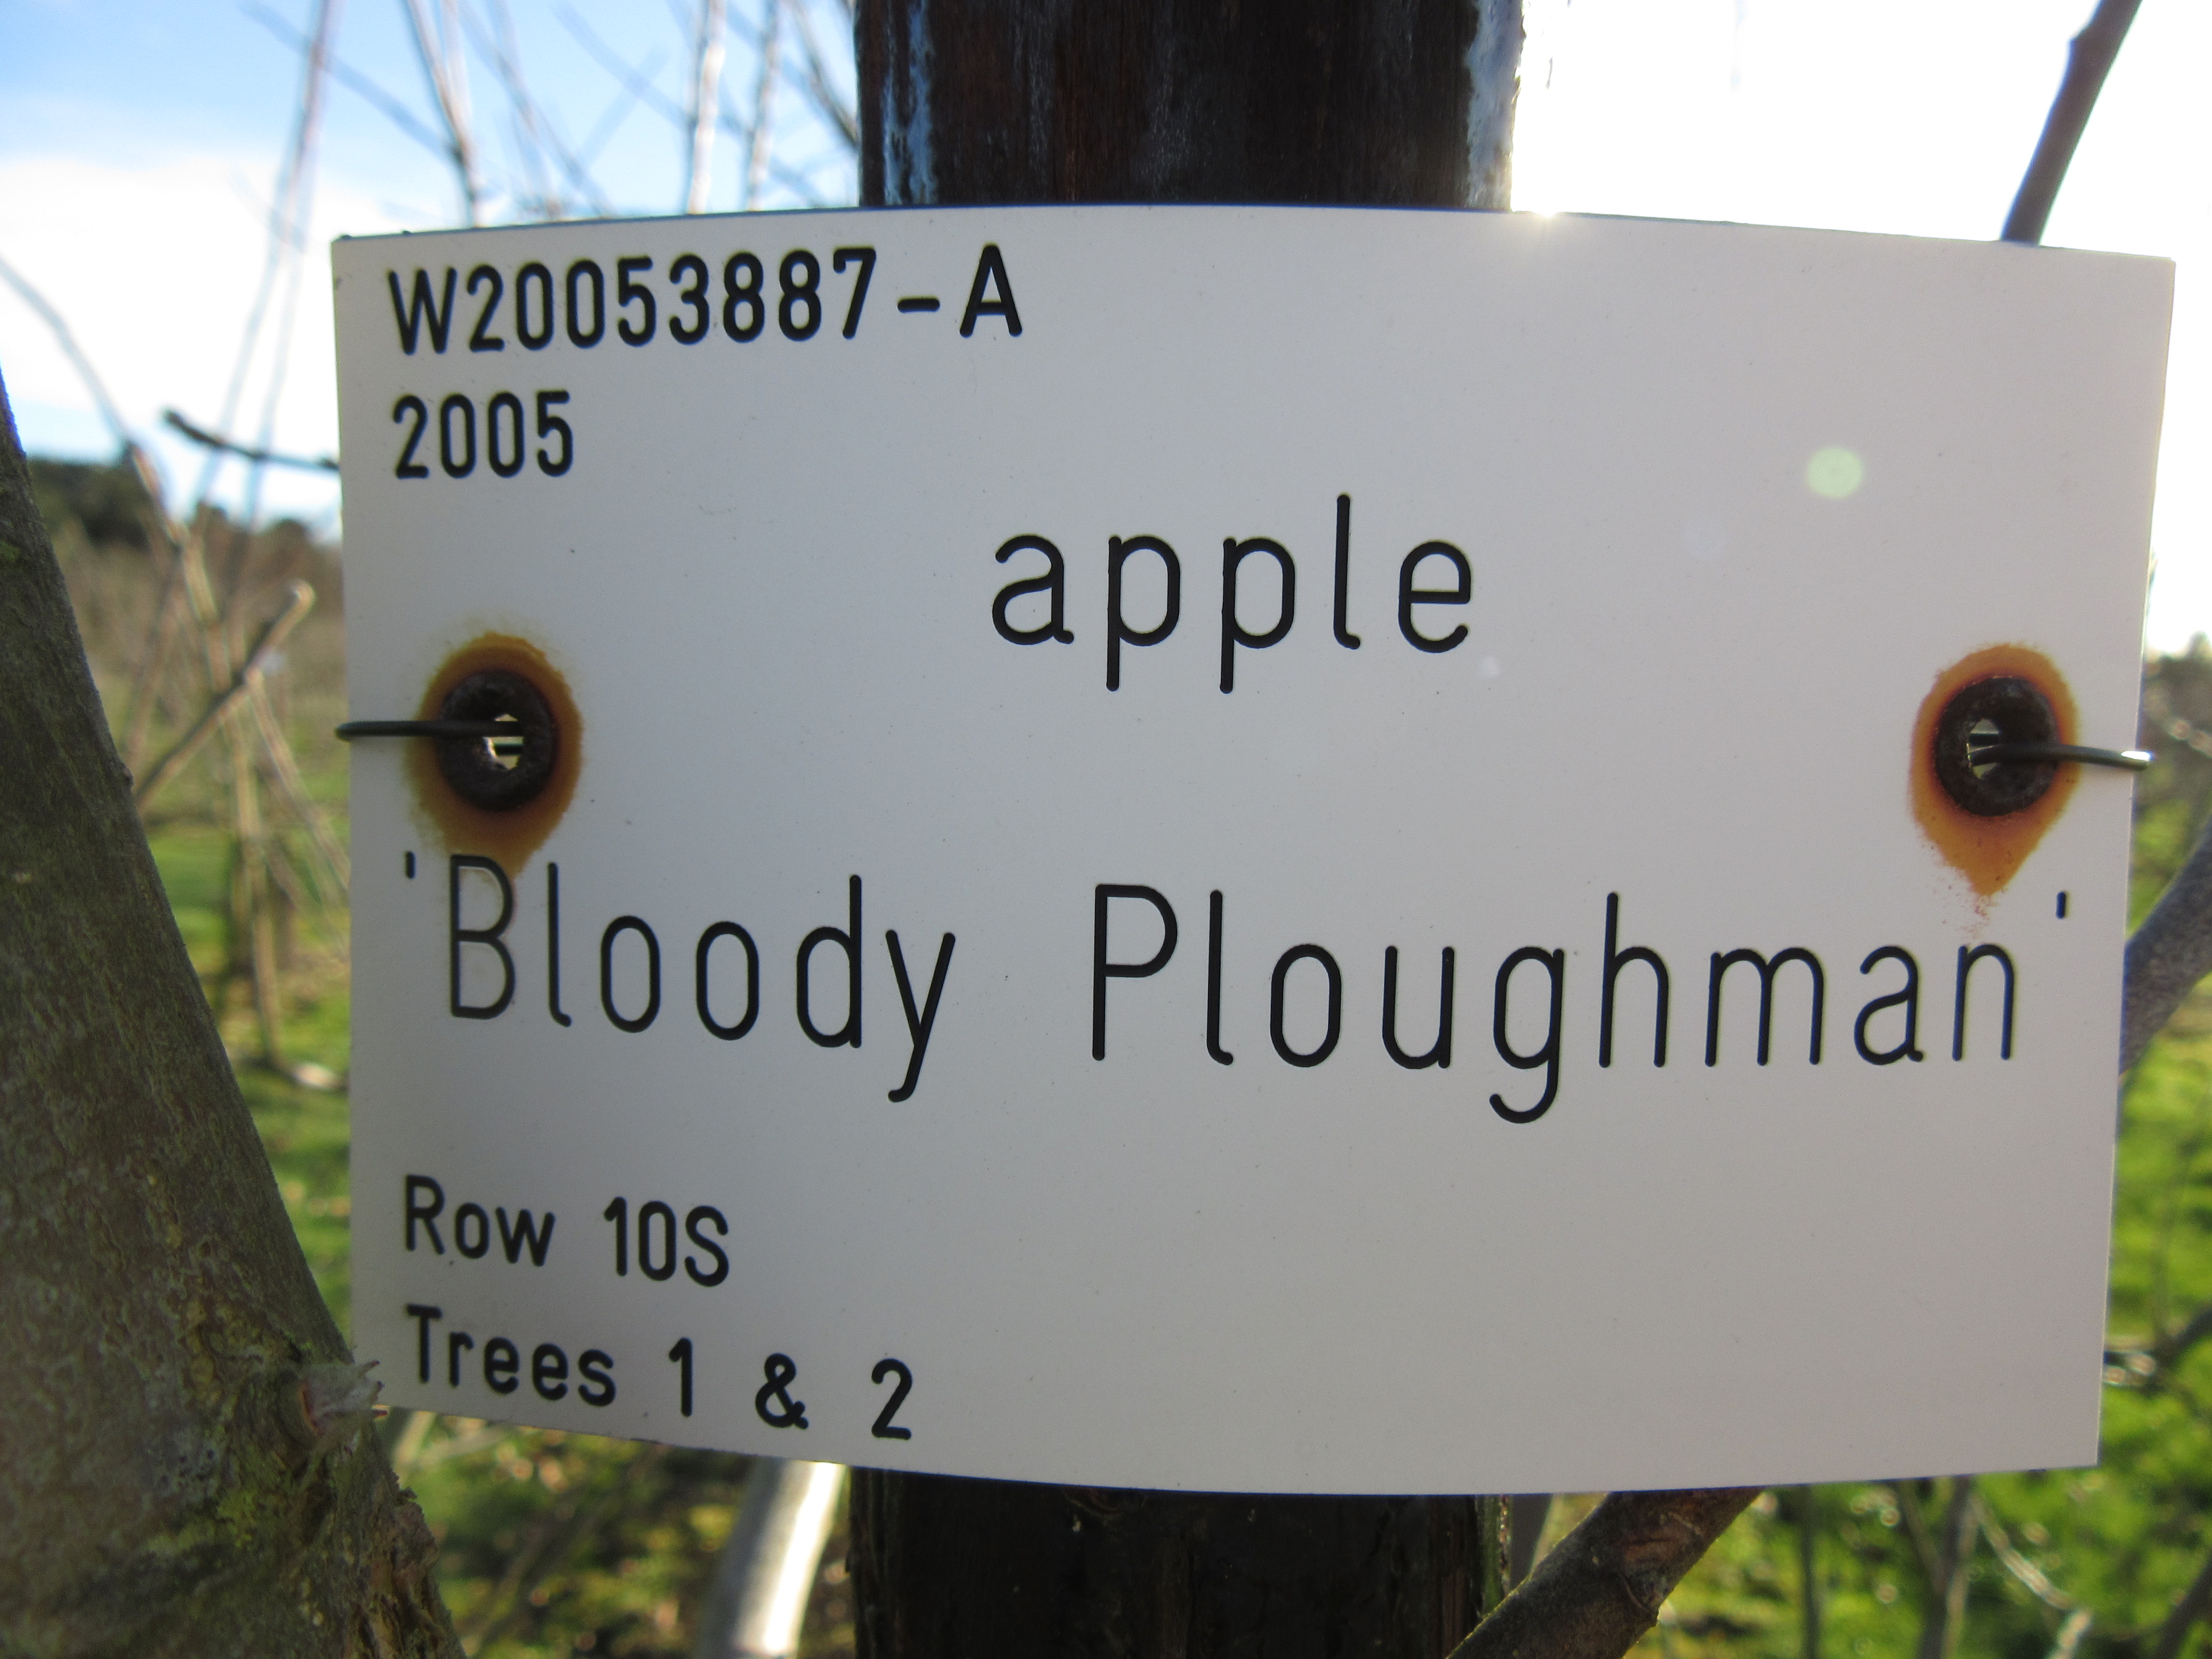 W20053887-A
2005
apple
'Bloody Ploughman'
Row 10S
Trees 1 & 2